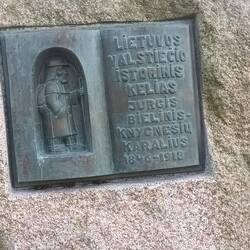 LIETUVOS
VALSTIEČIO
ISTORINIS
KELIAS
JURGIS
BIELINIS-
KNYGNEŠIŲ
KARALIUS
1846-1918